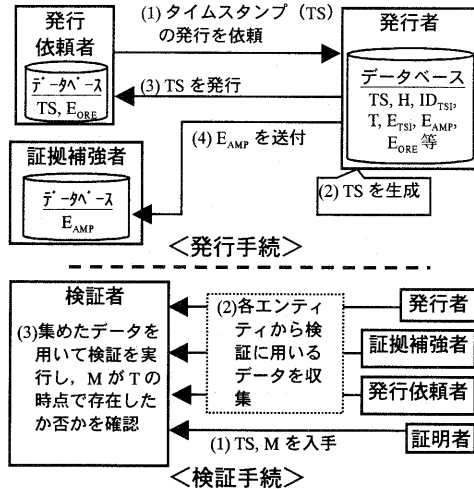 発行
依頼者
データベース
TS, E_ORE
(1) タイムスタンプ（TS）
の発行を依頼
(3) TS を発行
(4) E_AMP を送付
発行者
データベース
TS, H, ID_TSI,
T, E_TSI, E_AMP,
E_ORE 等
(2) TS を生成
証拠補強者
データベース
E_AMP
＜発行手続＞
検証者
(3)集めたデータを
用いて検証を実
行し，M が T の
時点で存在した
か否かを確認
(2)各エンティ
ティから検
証に用いる
データを収
集
発行者
証拠補強者
発行依頼者
証明者
(1) TS, M を入手
＜検証手続＞